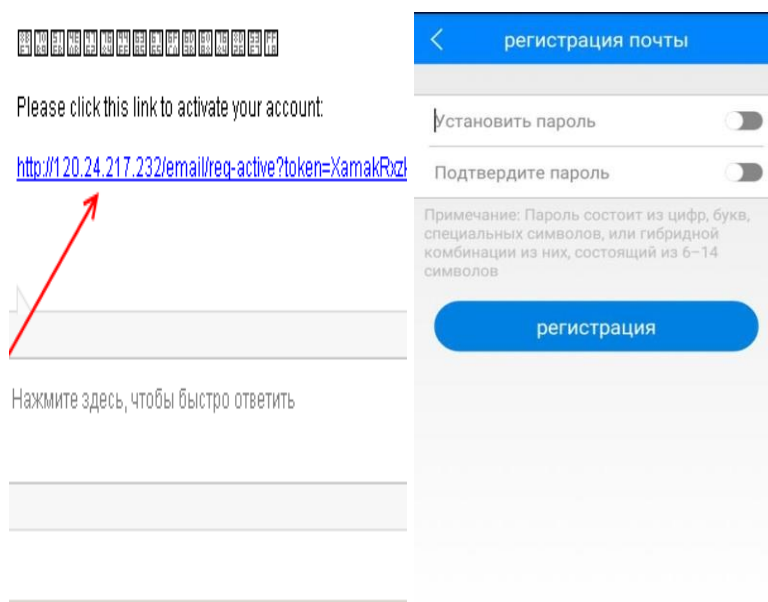 Please click this link to activate your account:
http://120.24.217.232/email/req-active?token=XamakRxzl
Нажмите здесь, чтобы быстро ответить
регистрация почты
Установить пароль
Подтвердите пароль
Примечание: Пароль состоит из цифр, букв,
специальных символов, или гибридной
комбинации из них, состоящий из 6–14
символов
регистрация